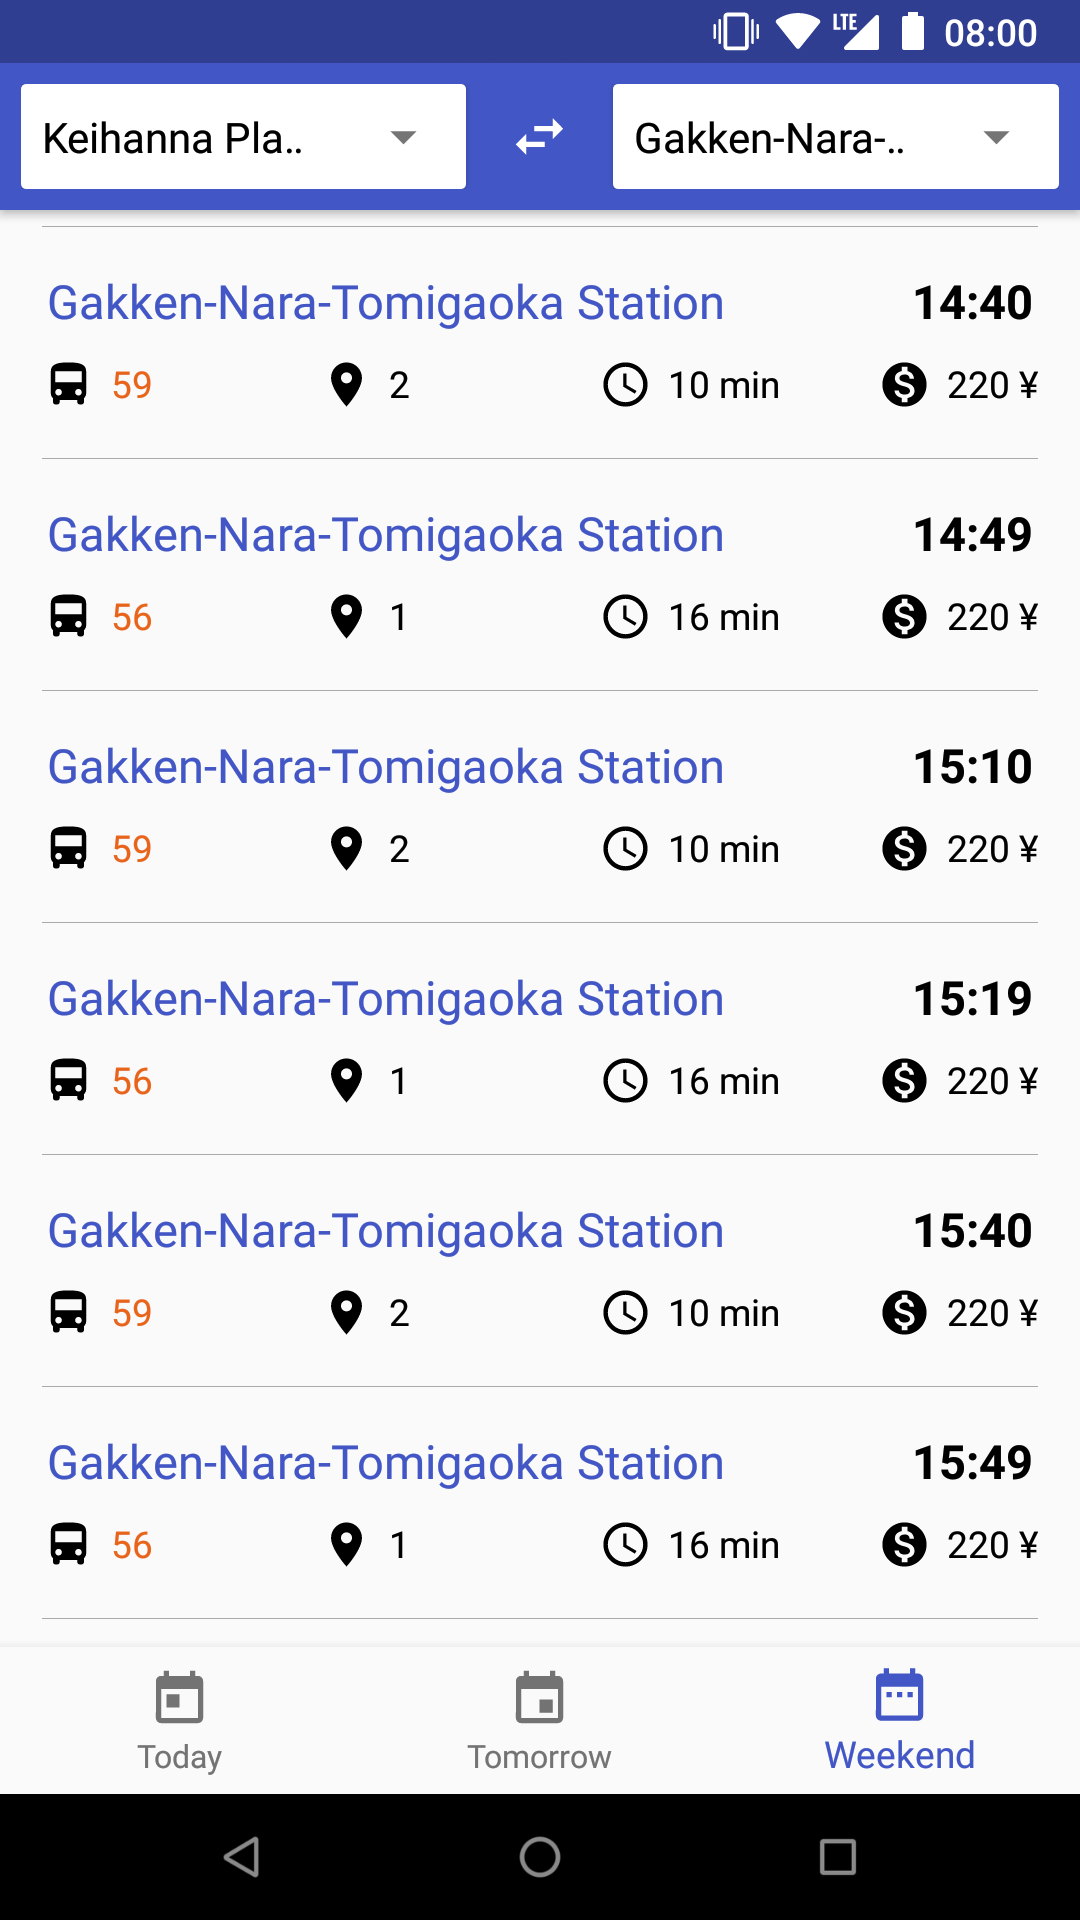 LTE 08:00
Keihanna Pla.. Gakken-Nara-..
Gakken-Nara-Tomigaoka Station 14:40
59 2 10 min 220 ¥
Gakken-Nara-Tomigaoka Station 14:49
56 1 16 min 220 ¥
Gakken-Nara-Tomigaoka Station 15:10
59 2 10 min 220 ¥
Gakken-Nara-Tomigaoka Station 15:19
56 1 16 min 220 ¥
Gakken-Nara-Tomigaoka Station 15:40
59 2 10 min 220 ¥
Gakken-Nara-Tomigaoka Station 15:49
56 1 16 min 220 ¥
Today Tomorrow Weekend